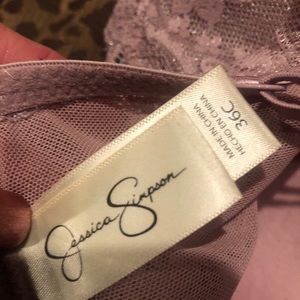 MADE IN CHINA
HECHO EN CHINA
36C
Jessica Simpson